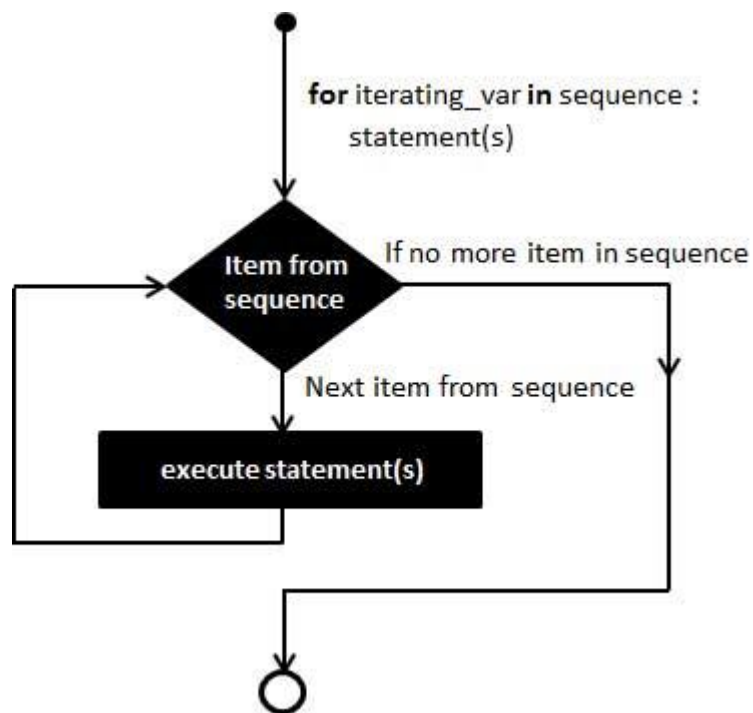 for iterating_var in sequence :
statement(s)
If no more item in sequence
Item from
sequence
Next item from sequence
execute statement(s)